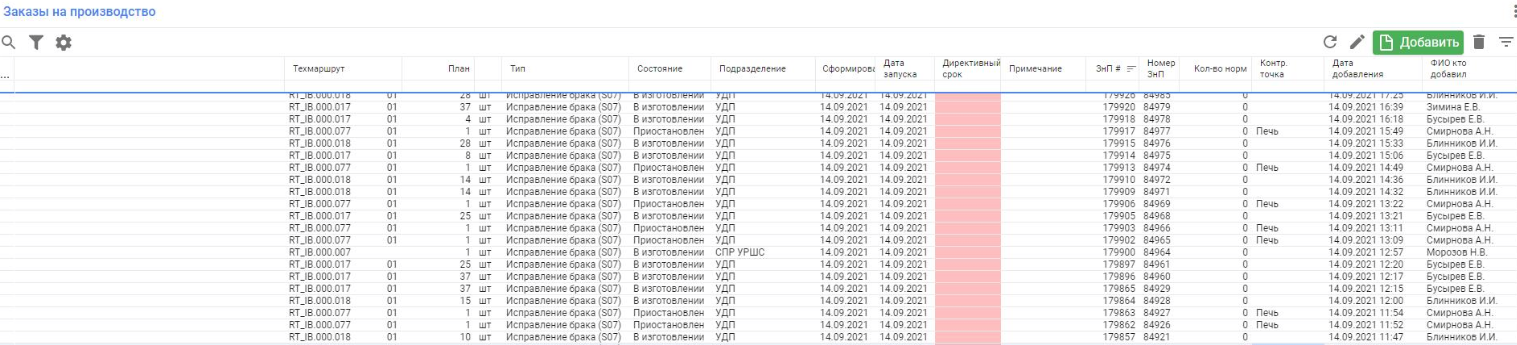 Заказы на производство
Добавить
... Техмаршрут План Тип Состояние Подразделение Сформирова Дата запуска Директивный срок Примечание ЗнП # Номер ЗнП Кол-во норм Контр. точка Дата добавления ФИО кто добавил
RT_IB.000.018 01 28 шт Исправление брака (S07) В изготовлении УДП 14.09.2021 14.09.2021 179926 84985 0 14.09.2021 17:25 Блинников И.И.
RT_IB.000.017 01 37 шт Исправление брака (S07) В изготовлении УДП 14.09.2021 14.09.2021 179920 84979 0 14.09.2021 16:39 Зимина Е.В.
RT_IB.000.017 01 4 шт Исправление брака (S07) В изготовлении УДП 14.09.2021 14.09.2021 179918 84978 0 14.09.2021 16:18 Бусырев Е.В.
RT_IB.000.077 01 1 шт Исправление брака (S07) Приостановлен УДП 14.09.2021 14.09.2021 179917 84977 0 Печь 14.09.2021 15:49 Смирнова А.Н.
RT_IB.000.018 01 28 шт Исправление брака (S07) В изготовлении УДП 14.09.2021 14.09.2021 179915 84976 0 14.09.2021 15:33 Блинников И.И.
RT_IB.000.017 01 8 шт Исправление брака (S07) В изготовлении УДП 14.09.2021 14.09.2021 179914 84975 0 14.09.2021 15:06 Бусырев Е.В.
RT_IB.000.077 01 1 шт Исправление брака (S07) Приостановлен УДП 14.09.2021 14.09.2021 179913 84974 0 Печь 14.09.2021 14:49 Смирнова А.Н.
RT_IB.000.018 01 14 шт Исправление брака (S07) В изготовлении УДП 14.09.2021 14.09.2021 179910 84972 0 14.09.2021 14:36 Блинников И.И.
RT_IB.000.018 01 14 шт Исправление брака (S07) В изготовлении УДП 14.09.2021 14.09.2021 179909 84971 0 14.09.2021 14:32 Блинников И.И.
RT_IB.000.077 01 1 шт Исправление брака (S07) Приостановлен УДП 14.09.2021 14.09.2021 179906 84969 0 Печь 14.09.2021 13:22 Смирнова А.Н.
RT_IB.000.017 01 25 шт Исправление брака (S07) В изготовлении УДП 14.09.2021 14.09.2021 179905 84968 0 14.09.2021 13:21 Бусырев Е.В.
RT_IB.000.077 01 1 шт Исправление брака (S07) Приостановлен УДП 14.09.2021 14.09.2021 179903 84966 0 Печь 14.09.2021 13:11 Смирнова А.Н.
RT_IB.000.077 01 1 шт Исправление брака (S07) Приостановлен УДП 14.09.2021 14.09.2021 179902 84965 0 Печь 14.09.2021 13:09 Смирнова А.Н.
RT_IB.000.007 1 шт Исправление брака (S07) В изготовлении СПР УРШС 14.09.2021 14.09.2021 179900 84964 0 14.09.2021 12:57 Морозов Н.В.
RT_IB.000.017 01 25 шт Исправление брака (S07) В изготовлении УДП 14.09.2021 14.09.2021 179897 84961 0 14.09.2021 12:20 Бусырев Е.В.
RT_IB.000.017 01 37 шт Исправление брака (S07) В изготовлении УДП 14.09.2021 14.09.2021 179896 84960 0 14.09.2021 12:17 Бусырев Е.В.
RT_IB.000.017 01 37 шт Исправление брака (S07) В изготовлении УДП 14.09.2021 14.09.2021 179865 84929 0 14.09.2021 12:15 Бусырев Е.В.
RT_IB.000.018 01 15 шт Исправление брака (S07) В изготовлении УДП 14.09.2021 14.09.2021 179864 84928 0 14.09.2021 12:00 Блинников И.И.
RT_IB.000.077 01 1 шт Исправление брака (S07) Приостановлен УДП 14.09.2021 14.09.2021 179863 84927 0 Печь 14.09.2021 11:54 Смирнова А.Н.
RT_IB.000.077 01 1 шт Исправление брака (S07) Приостановлен УДП 14.09.2021 14.09.2021 179862 84926 0 Печь 14.09.2021 11:52 Смирнова А.Н.
RT_IB.000.018 01 10 шт Исправление брака (S07) В изготовлении УДП 14.09.2021 14.09.2021 179857 84921 0 14.09.2021 11:47 Блинников И.И.